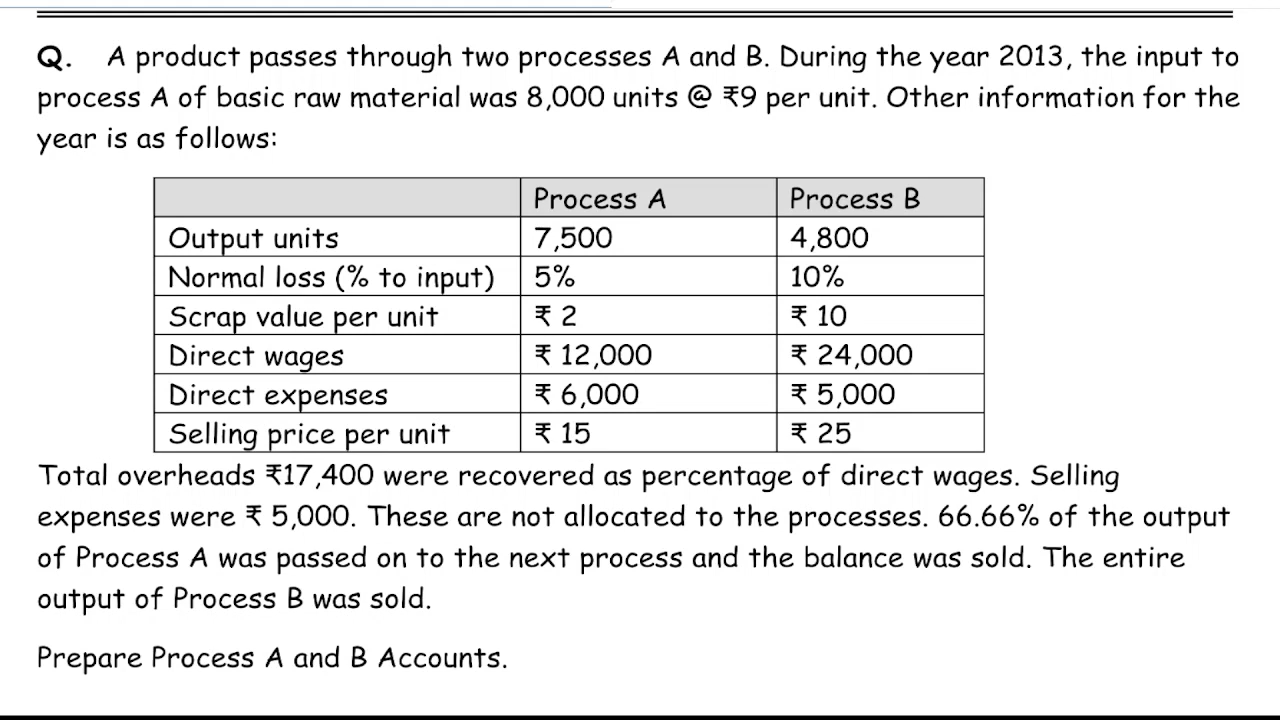 Q. A product passes through two processes A and B. During the year 2013, the input to
process A of basic raw material was 8,000 units @ ₹9 per unit. Other information for the
year is as follows:
Process A Process B
Output units 7,500 4,800
Normal loss (% to input) 5% 10%
Scrap value per unit ₹ 2 ₹ 10
Direct wages ₹ 12,000 ₹ 24,000
Direct expenses ₹ 6,000 ₹ 5,000
Selling price per unit ₹ 15 ₹ 25
Total overheads ₹17,400 were recovered as percentage of direct wages. Selling
expenses were ₹ 5,000. These are not allocated to the processes. 66.66% of the output
of Process A was passed on to the next process and the balance was sold. The entire
output of Process B was sold.
Prepare Process A and B Accounts.